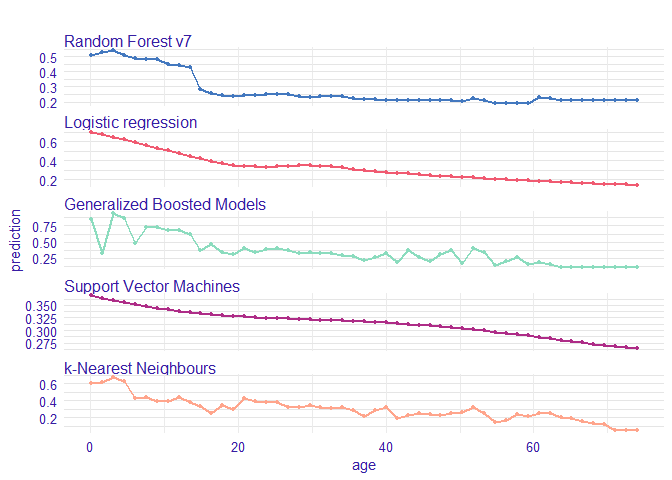 Random Forest v7
0.5
0.4
0.3
0.2
Logistic regression
0.6
0.4
0.2
Generalized Boosted Models
0.75
0.50
0.25
Support Vector Machines
0.350
0.325
0.300
0.275
k-Nearest Neighbours
0.6
0.4
0.2
prediction
0 20 40 60
age